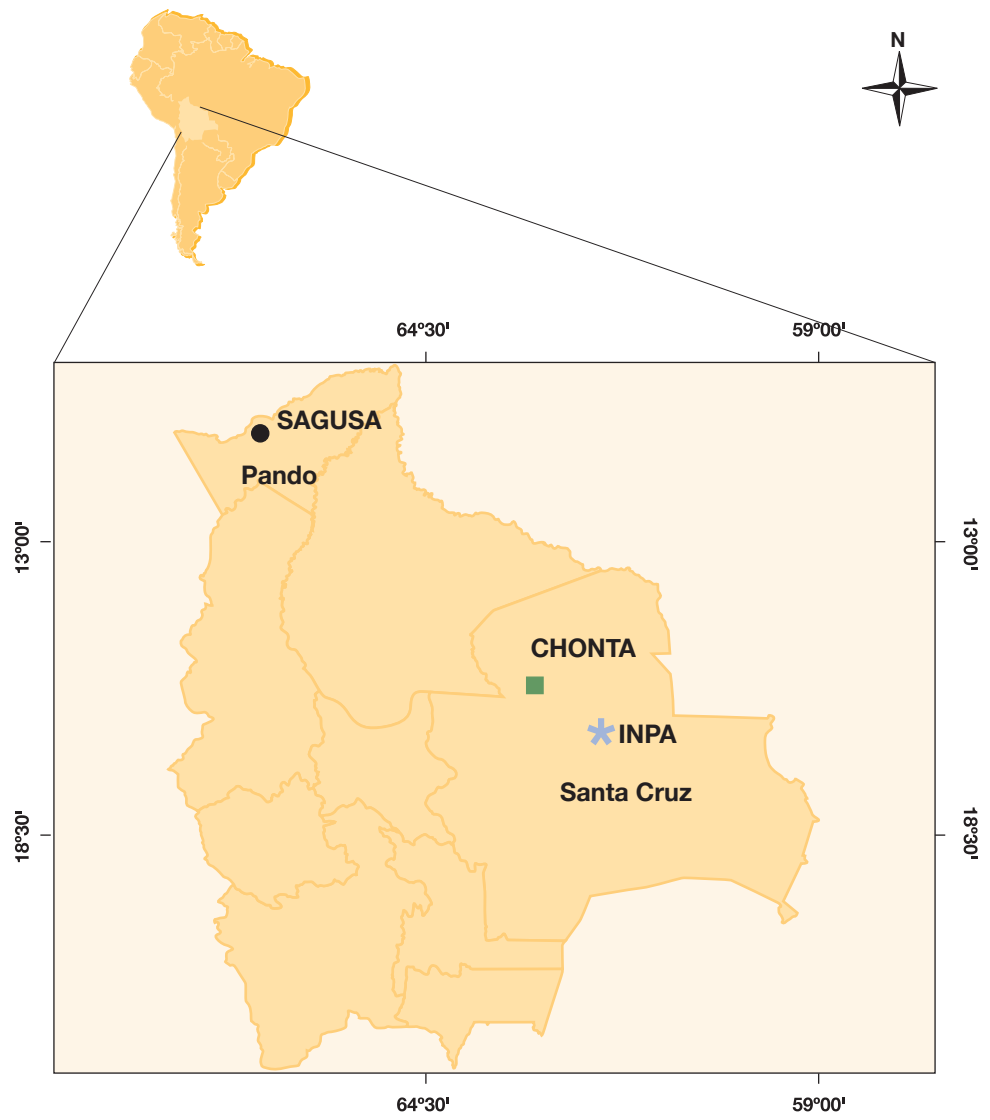 N
64º30' 59º00'
SAGUSA
Pando
13º00' 13º00'
CHONTA
INPA
Santa Cruz
18º30' 18º30'
64º30' 59º00'